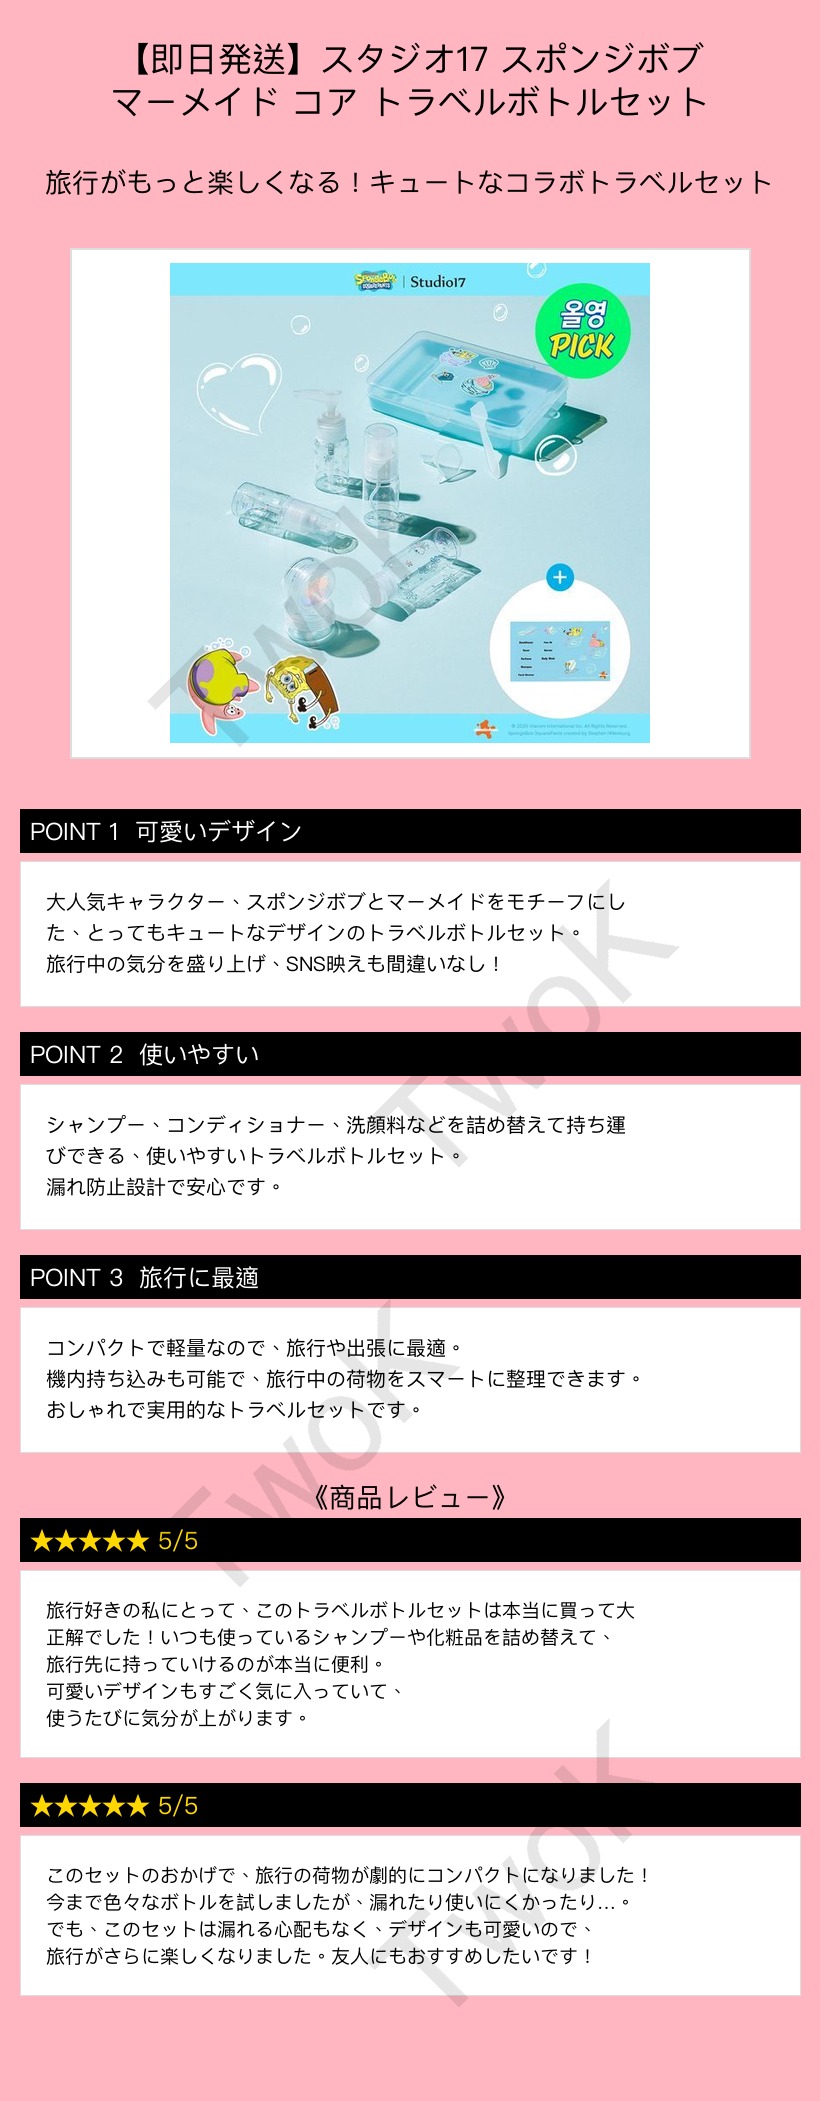 【即日発送】スタジオ17 スポンジボブ
マーメイド コア トラベルボトルセット
旅行がもっと楽しくなる！キュートなコラボトラベルセット
SpongeBob
SQUAREPANTS
Studio17
올영
PICK
Conditioner
Toner
Perfume
Shampoo
Body Wash
© 2020 Viacom International Inc. All Rights Reserved.
SpongeBob SquarePants created by Stephen Hillenburg.
TwoK
POINT 1 可愛いデザイン
大人気キャラクター、スポンジボブとマーメイドをモチーフにし
た、とってもキュートなデザインのトラベルボトルセット。
旅行中の気分を盛り上げ、SNS映えも間違いなし！
TwoK
POINT 2 使いやすい
シャンプー、コンディショナー、洗顔料などを詰め替えて持ち運
びできる、使いやすいトラベルボトルセット。
漏れ防止設計で安心です。
POINT 3 旅行に最適
コンパクトで軽量なので、旅行や出張に最適。
機内持ち込みも可能で、旅行中の荷物をスマートに整理できます。
おしゃれで実用的なトラベルセットです。
TwoK
《商品レビュー》
★★★★★ 5/5
旅行好きの私にとって、このトラベルボトルセットは本当に買って大
正解でした！いつも使っているシャンプーや化粧品を詰め替えて、
旅行先に持っていけるのが本当に便利。
可愛いデザインもすごく気に入っていて、
使うたびに気分が上がります。
★★★★★ 5/5
このセットのおかげで、旅行の荷物が劇的にコンパクトになりました！
今まで色々なボトルを試しましたが、漏れたり使いにくかったり…。
でも、このセットは漏れる心配もなく、デザインも可愛いので、
旅行がさらに楽しくなりました。友人にもおすすめしたいです！
TwoK